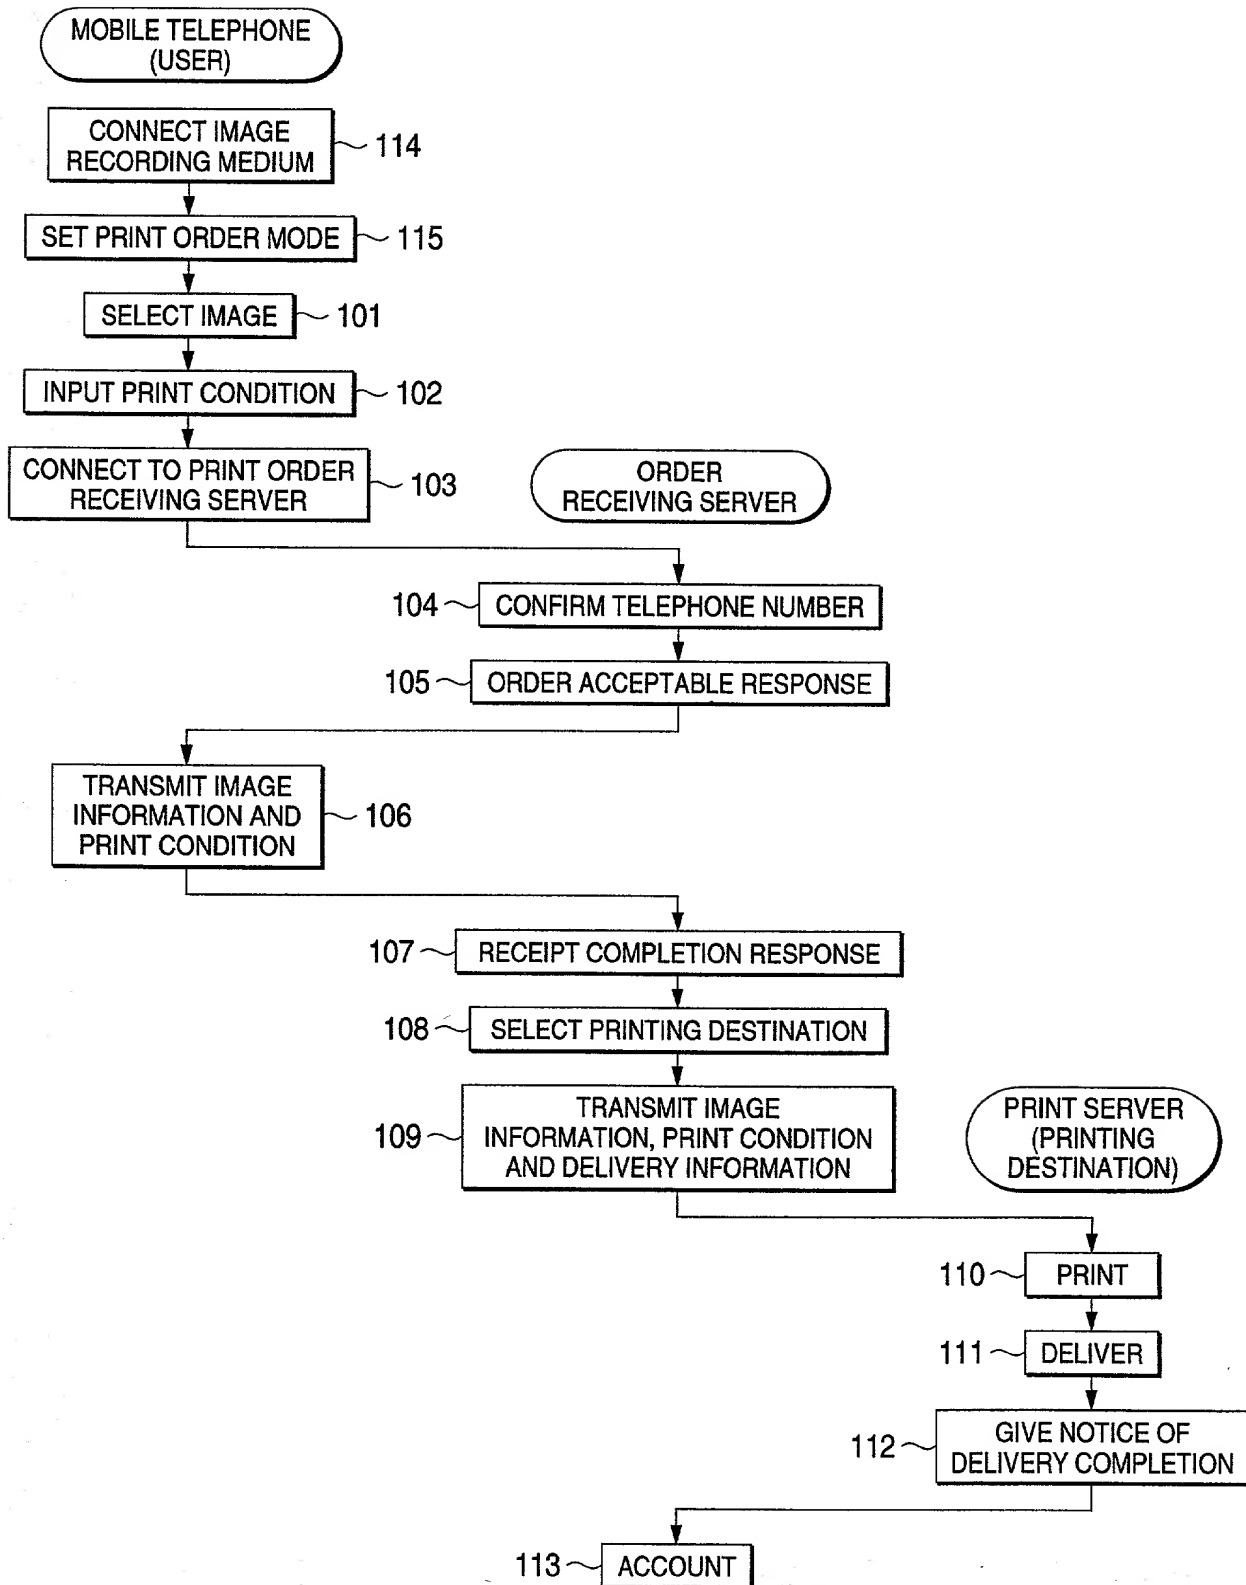 MOBILE TELEPHONE
(USER)
CONNECT IMAGE
RECORDING MEDIUM
114
SET PRINT ORDER MODE
115
SELECT IMAGE
101
INPUT PRINT CONDITION
102
CONNECT TO PRINT ORDER
RECEIVING SERVER
103
ORDER
RECEIVING SERVER
104
CONFIRM TELEPHONE NUMBER
105
ORDER ACCEPTABLE RESPONSE
TRANSMIT IMAGE
INFORMATION AND
PRINT CONDITION
106
107
RECEIPT COMPLETION RESPONSE
108
SELECT PRINTING DESTINATION
109
TRANSMIT IMAGE
INFORMATION, PRINT CONDITION
AND DELIVERY INFORMATION
PRINT SERVER
(PRINTING
DESTINATION)
110
PRINT
111
DELIVER
112
GIVE NOTICE OF
DELIVERY COMPLETION
113
ACCOUNT